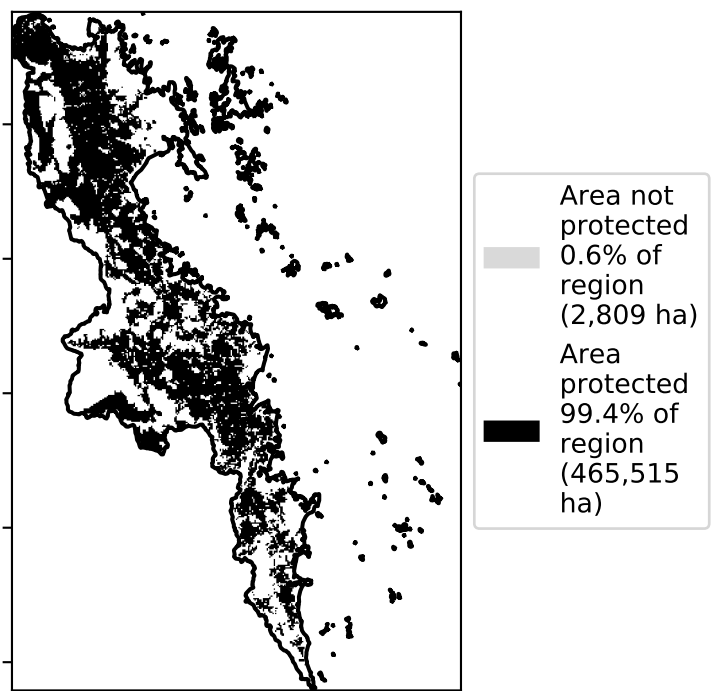 Area not
protected
0.6% of
region
(2,809 ha)
Area
protected
99.4% of
region
(465,515
ha)